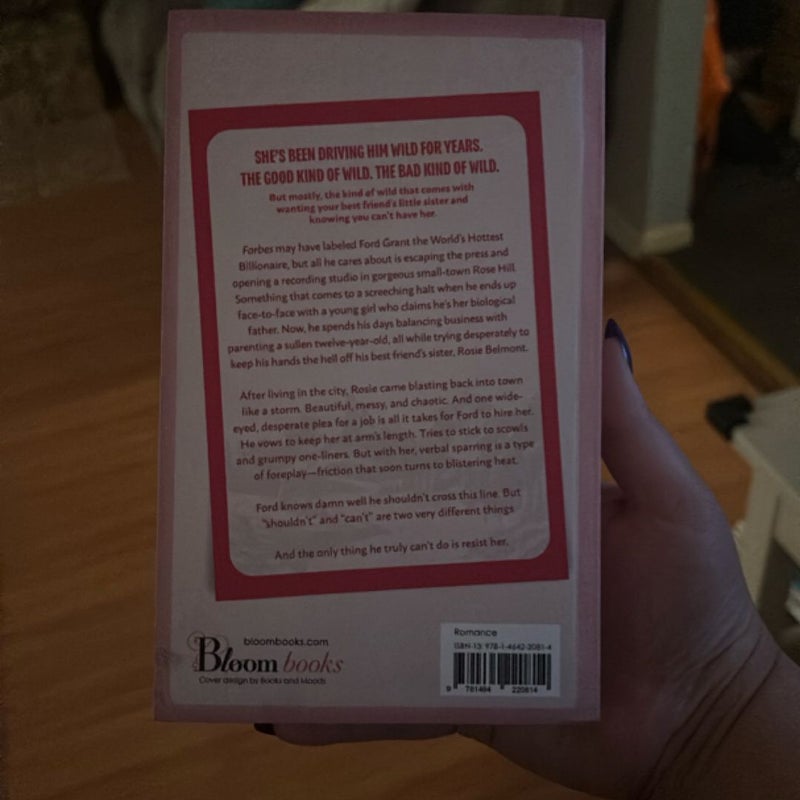 SHE'S BEEN DRIVING HIM WILD FOR YEARS.
THE GOOD KIND OF WILD. THE BAD KIND OF WILD.
But mostly, the kind of wild that comes with
wanting your best friend's little sister and
knowing you can't have her.
Forbes may have labeled Ford Grant the World's Hottest
Billionaire, but all he cares about is escaping the press and
opening a recording studio in gorgeous small-town Rose Hill.
Something that comes to a screeching halt when he ends up
face-to-face with a young girl who claims he's her biological
father. Now, he spends his days balancing business with
parenting a sullen twelve-year-old, all while trying desperately to
keep his hands the hell off his best friend's sister, Rosie Belmont.
After living in the city, Rosie came blasting back into town
like a storm. Beautiful, messy, and chaotic. And one wide-
eyed, desperate plea for a job is all it takes for Ford to hire her.
He vows to keep her at arm's length. Tries to stick to scowls
and grumpy one-liners. But with her, verbal sparring is a type
of foreplay—friction that soon turns to blistering heat.
Ford knows damn well he shouldn't cross this line. But
"shouldn't" and "can't" are two very different things
And the only thing he truly can't do is resist her.
bloombooks.com
Bloom books
Cover design by Books and Moods
Romance
ISBN-13: 978-1-4642-2081-4
9 781464 220814